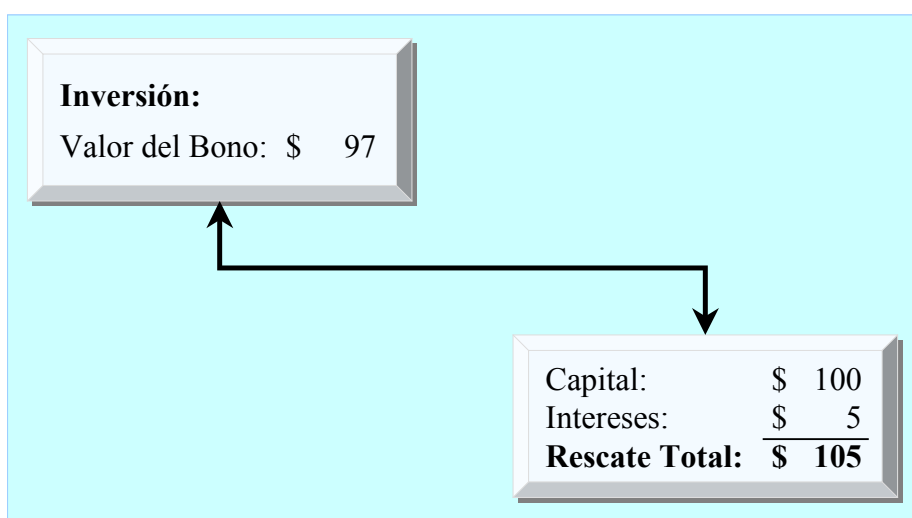 Inversión:
Valor del Bono: $ 97
Capital: $ 100
Intereses: $ 5
Rescate Total: $ 105